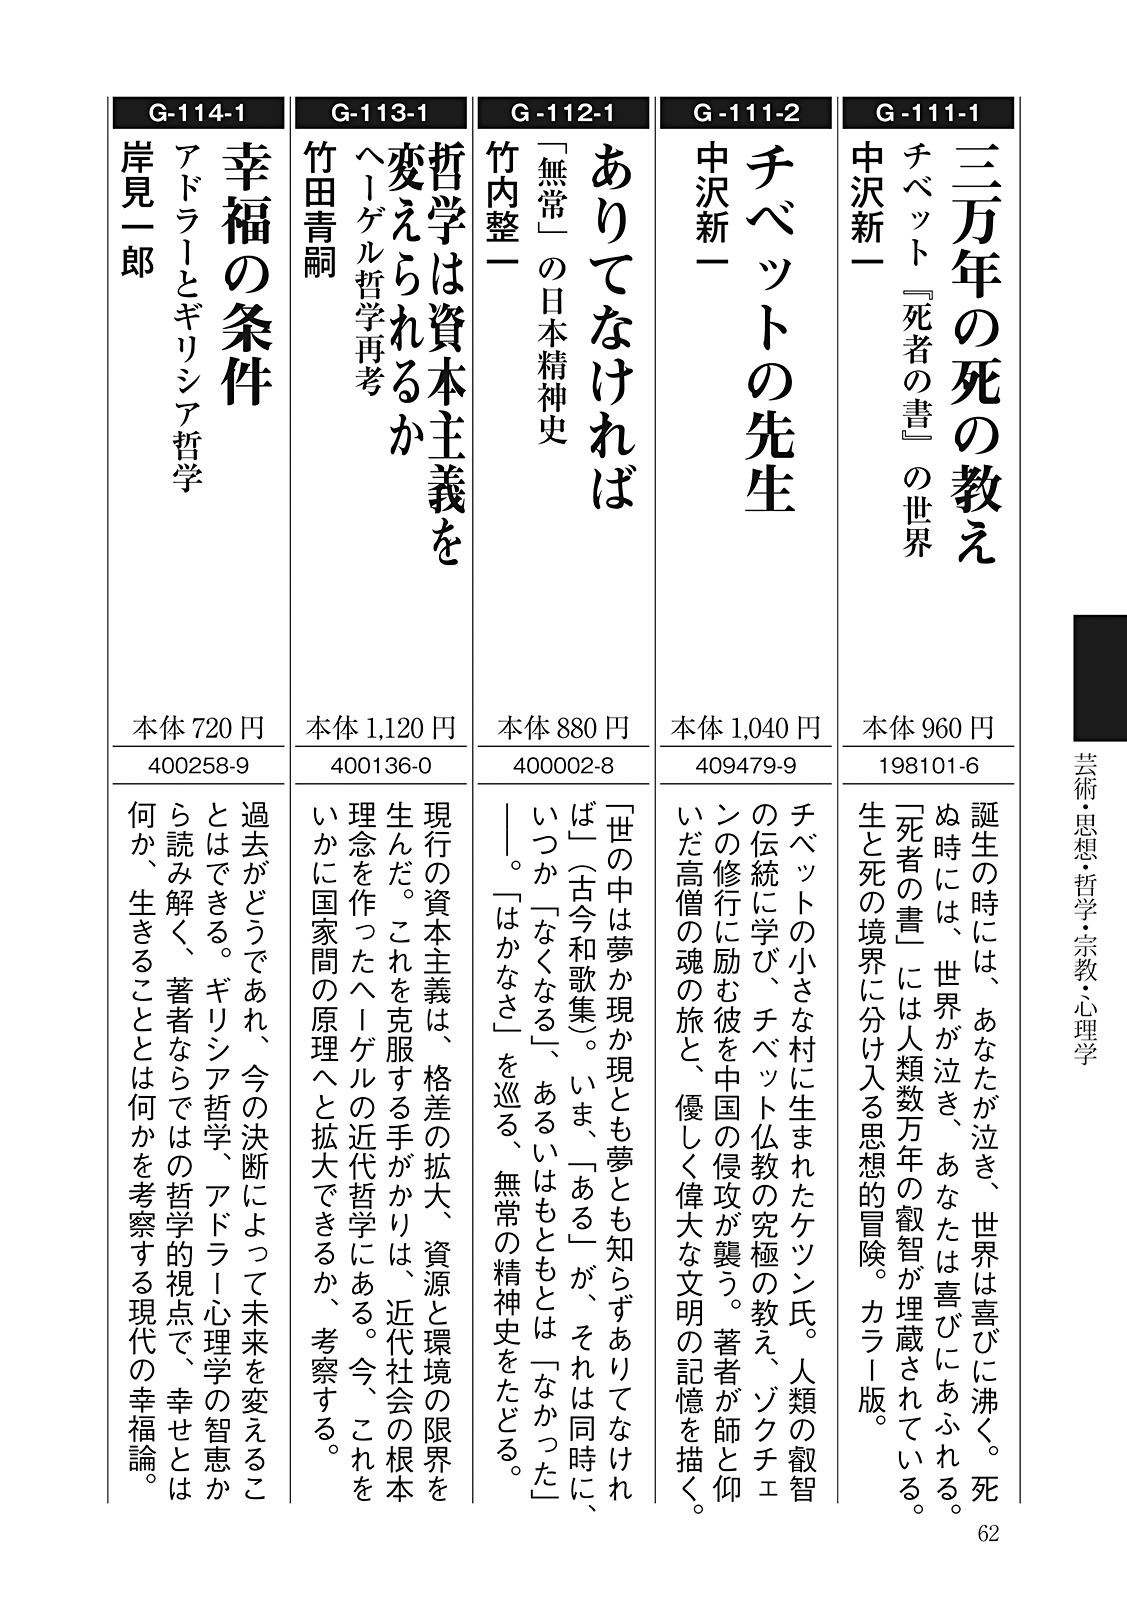 G-111-1
三万年の死の教え
チベット『死者の書』の世界
中沢新一
本体 960 円
198101-6
誕生の時には、あなたが泣き、世界は喜びに沸く。死
ぬ時には、世界が泣き、あなたは喜びにあふれる。
「死者の書」には人類数万年の叡智が埋蔵されている。
生と死の境界に分け入る思想的冒険。カラー版。
G-111-2
チベットの先生
中沢新一
本体 1,040 円
409479-9
チベットの小さな村に生まれたケツン氏。人類の叡智
の伝統に学び、チベット仏教の究極の教え、ゾクチェ
ンの修行に励む彼を中国の侵攻が襲う。著者が師と仰
いだ高僧の魂の旅と、優しく偉大な文明の記憶を描く。
G-112-1
ありてなければ
「無常」の日本精神史
竹内整一
本体 880 円
400002-8
「世の中は夢か現か現とも夢とも知らずありてなけれ
ば」（古今和歌集）。いま、「ある」が、それは同時に、
いつか「なくなる」、あるいはもともとは「なかった」
――。「はかなさ」を巡る、無常の精神史をたどる。
G-113-1
哲学は資本主義を
変えられるか
ヘーゲル哲学再考
竹田青嗣
本体 1,120 円
400136-0
現行の資本主義は、格差の拡大、資源と環境の限界を
生んだ。これを克服する手がかりは、近代社会の根本
理念を作ったヘーゲルの近代哲学にある。今、これを
いかに国家間の原理へと拡大できるか、考察する。
G-114-1
幸福の条件
アドラーとギリシア哲学
岸見一郎
本体 720 円
400258-9
過去がどうであれ、今の決断によって未来を変えるこ
とはできる。ギリシア哲学、アドラー心理学の智恵か
ら読み解く、著者ならではの哲学的視点で、幸せとは
何か、生きることとは何かを考察する現代の幸福論。
芸術・思想・哲学・宗教・心理学
62